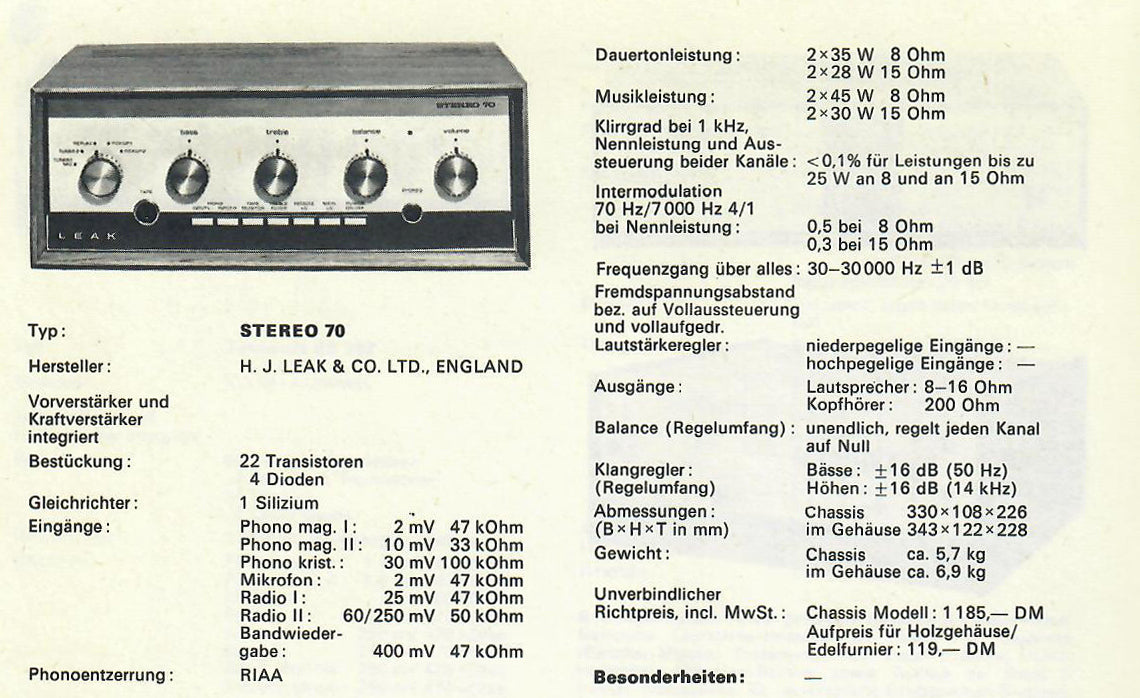 STEREO 70
bass
treble
balance
volume
TAPE
PHONES
LEAK
Typ: STEREO 70
Hersteller: H. J. LEAK & CO. LTD., ENGLAND
Vorverstärker und
Kraftverstärker
integriert
Bestückung: 22 Transistoren
4 Dioden
Gleichrichter: 1 Silizium
Eingänge: Phono mag. I: 2 mV 47 kOhm
Phono mag. II: 10 mV 33 kOhm
Phono krist.: 30 mV 100 kOhm
Mikrofon: 2 mV 47 kOhm
Radio I: 25 mV 47 kOhm
Radio II: 60/250 mV 50 kOhm
Bandwieder-
gabe: 400 mV 47 kOhm
Phonoentzerrung: RIAA
Dauertonleistung: 2×35 W 8 Ohm
2×28 W 15 Ohm
Musikleistung: 2×45 W 8 Ohm
2×30 W 15 Ohm
Klirrgrad bei 1 kHz,
Nennleistung und Aus-
steuerung beider Kanäle: <0,1% für Leistungen bis zu
25 W an 8 und an 15 Ohm
Intermodulation
70 Hz/7000 Hz 4/1
bei Nennleistung: 0,5 bei 8 Ohm
0,3 bei 15 Ohm
Frequenzgang über alles: 30–30000 Hz ±1 dB
Fremdspannungsabstand
bez. auf Vollaussteuerung
und vollaufgedr.
Lautstärkeregler: niederpegelige Eingänge: —
hochpegelige Eingänge: —
Ausgänge: Lautsprecher: 8–16 Ohm
Kopfhörer: 200 Ohm
Balance (Regelumfang): unendlich, regelt jeden Kanal
auf Null
Klangregler: Bässe: ±16 dB (50 Hz)
(Regelumfang) Höhen: ±16 dB (14 kHz)
Abmessungen: Chassis 330×108×226
(B×H×T in mm) im Gehäuse 343×122×228
Gewicht: Chassis ca. 5,7 kg
im Gehäuse ca. 6,9 kg
Unverbindlicher
Richtpreis, incl. MwSt.: Chassis Modell: 1185,— DM
Aufpreis für Holzgehäuse/
Edelfurnier: 119,— DM
Besonderheiten: —